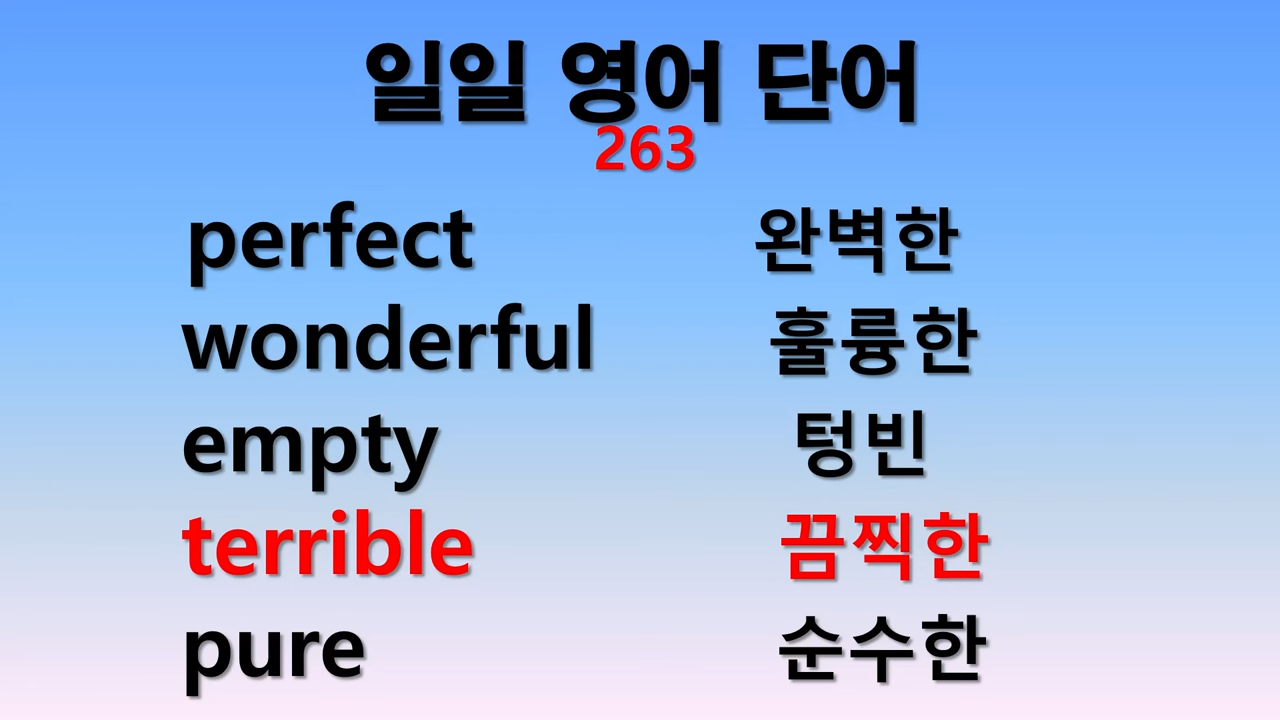 일일 영어 단어
263
perfect 완벽한
wonderful 훌륭한
empty 텅빈
terrible 끔찍한
pure 순수한